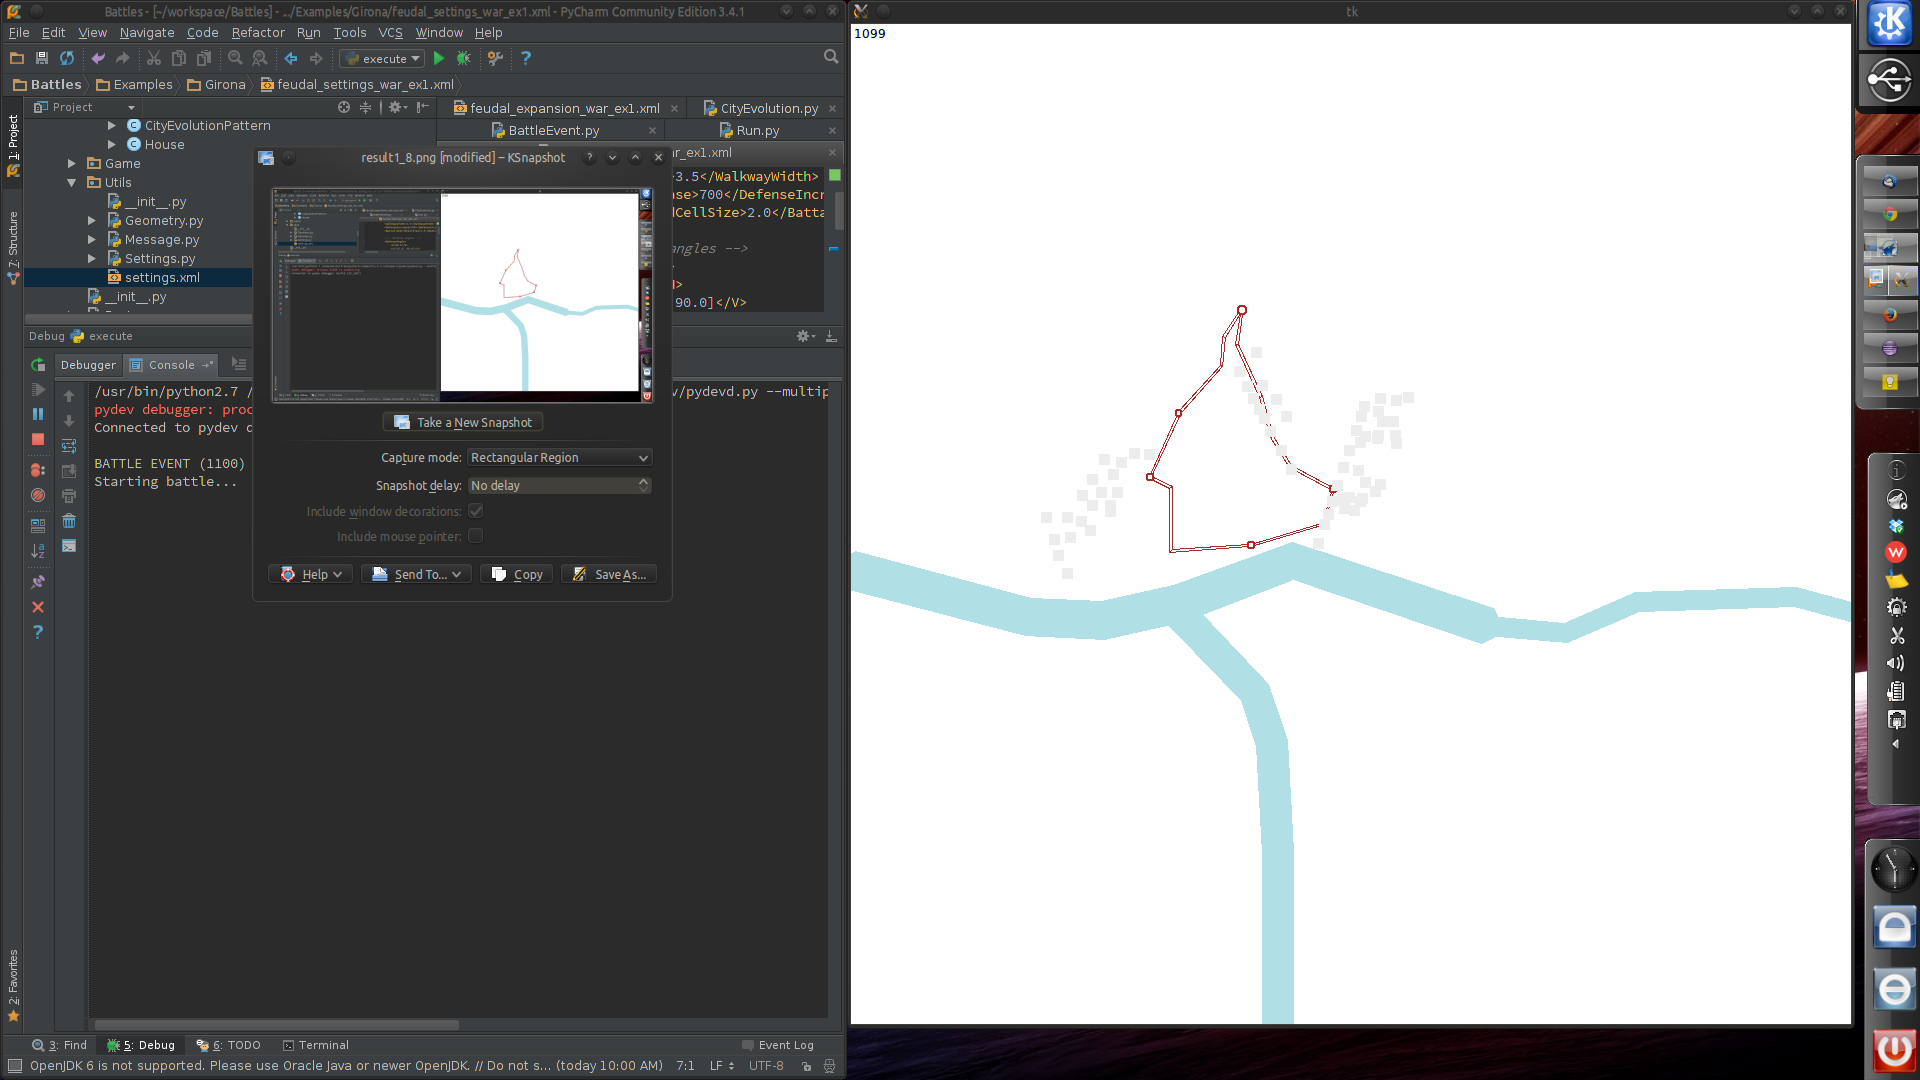 Battles - [~/workspace/Battles] - .../Examples/Girona/feudal_settings_war_ex1.xml - PyCharm Community Edition 3.4.1
File Edit View Navigate Code Refactor Run Tools VCS Window Help
execute
Battles Examples Girona feudal_settings_war_ex1.xml
Project
feudal_expansion_war_ex1.xml CityEvolution.py
BattleEvent.py Run.py
ar_ex1.xml
1: Project
Z: Structure
2: Favorites
CityEvolutionPattern
House
Game
Utils
__init__.py
Geometry.py
Message.py
Settings.py
settings.xml
__init__.py
3.5</WalkwayWidth>
ase>700</DefenseIncr
dCellSize>2.0</Batta
angles -->
>
90.0]</V>
Debug execute
Debugger Console
/usr/bin/python2.7 /
v/pydevd.py --multip
pydev debugger: proc
Connected to pydev d
BATTLE EVENT (1100)
Starting battle...
result1_8.png [modified] – KSnapshot
Take a New Snapshot
Capture mode: Rectangular Region
Snapshot delay: No delay
Include window decorations:
Include mouse pointer:
Help Send To... Copy Save As...
3: Find 5: Debug 6: TODO Terminal Event Log
OpenJDK 6 is not supported. Please use Oracle Java or newer OpenJDK. // Do not s... (today 10:00 AM) 7:1 LF UTF-8
tk
1099